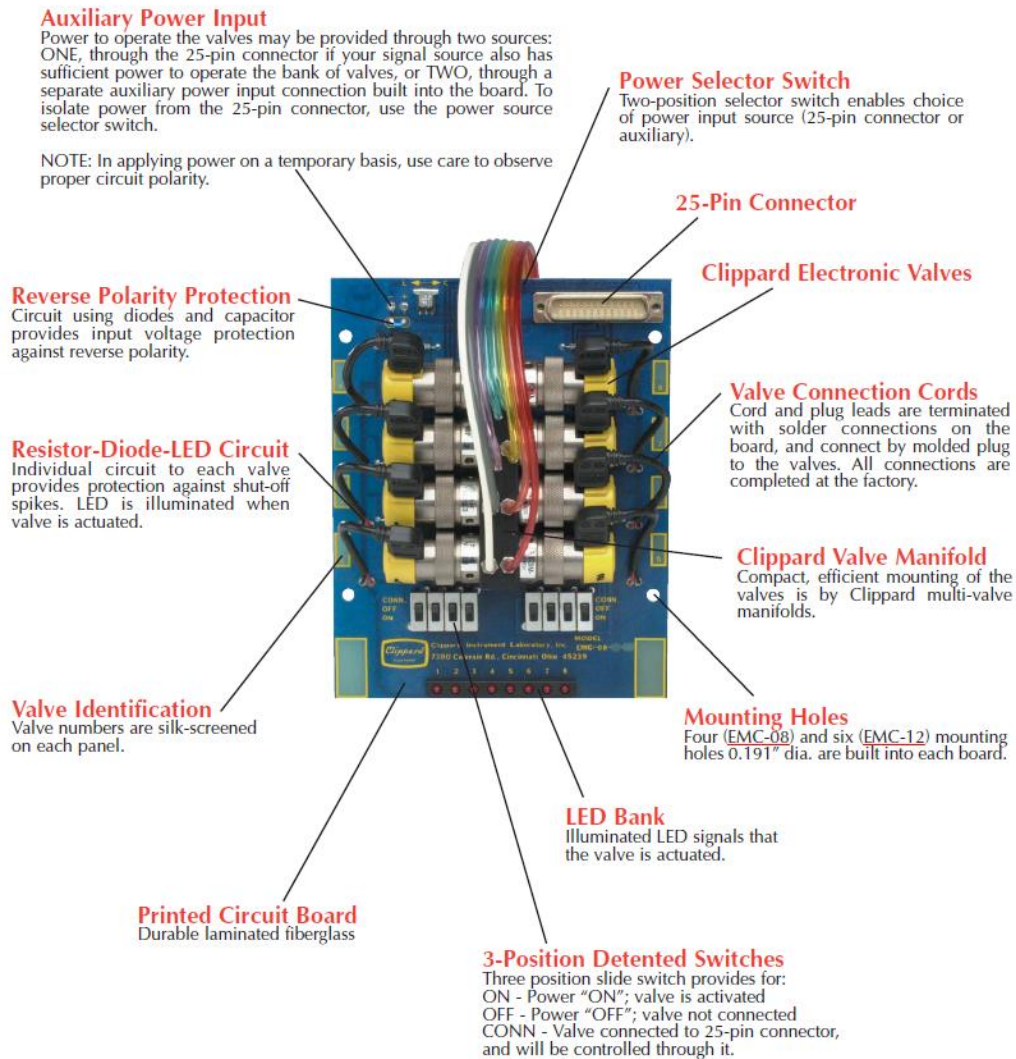 Auxiliary Power Input
Power to operate the valves may be provided through two sources:
ONE, through the 25-pin connector if your signal source also has
sufficient power to operate the bank of valves, or TWO, through a
separate auxiliary power input connection built into the board. To
isolate power from the 25-pin connector, use the power source
selector switch.
NOTE: In applying power on a temporary basis, use care to observe
proper circuit polarity.
Power Selector Switch
Two-position selector switch enables choice
of power input source (25-pin connector or
auxiliary).
25-Pin Connector
Clippard Electronic Valves
Reverse Polarity Protection
Circuit using diodes and capacitor
provides input voltage protection
against reverse polarity.
Valve Connection Cords
Cord and plug leads are terminated
with solder connections on the
board, and connect by molded plug
to the valves. All connections are
completed at the factory.
Resistor-Diode-LED Circuit
Individual circuit to each valve
provides protection against shut-off
spikes. LED is illuminated when
valve is actuated.
Clippard Valve Manifold
Compact, efficient mounting of the
valves is by Clippard multi-valve
manifolds.
CONN.
OFF
ON
CONN.
OFF
ON
Clippard
Clippard Instrument Laboratory, Inc.
7390 Colerain Rd., Cincinnati Ohio 45239
MODEL
EMC-08
1 2 3 4 5 6 7 8
Valve Identification
Valve numbers are silk-screened
on each panel.
Mounting Holes
Four (EMC-08) and six (EMC-12) mounting
holes 0.191" dia. are built into each board.
LED Bank
Illuminated LED signals that
the valve is actuated.
Printed Circuit Board
Durable laminated fiberglass
3-Position Detented Switches
Three position slide switch provides for:
ON - Power "ON"; valve is activated
OFF - Power "OFF"; valve not connected
CONN - Valve connected to 25-pin connector,
and will be controlled through it.